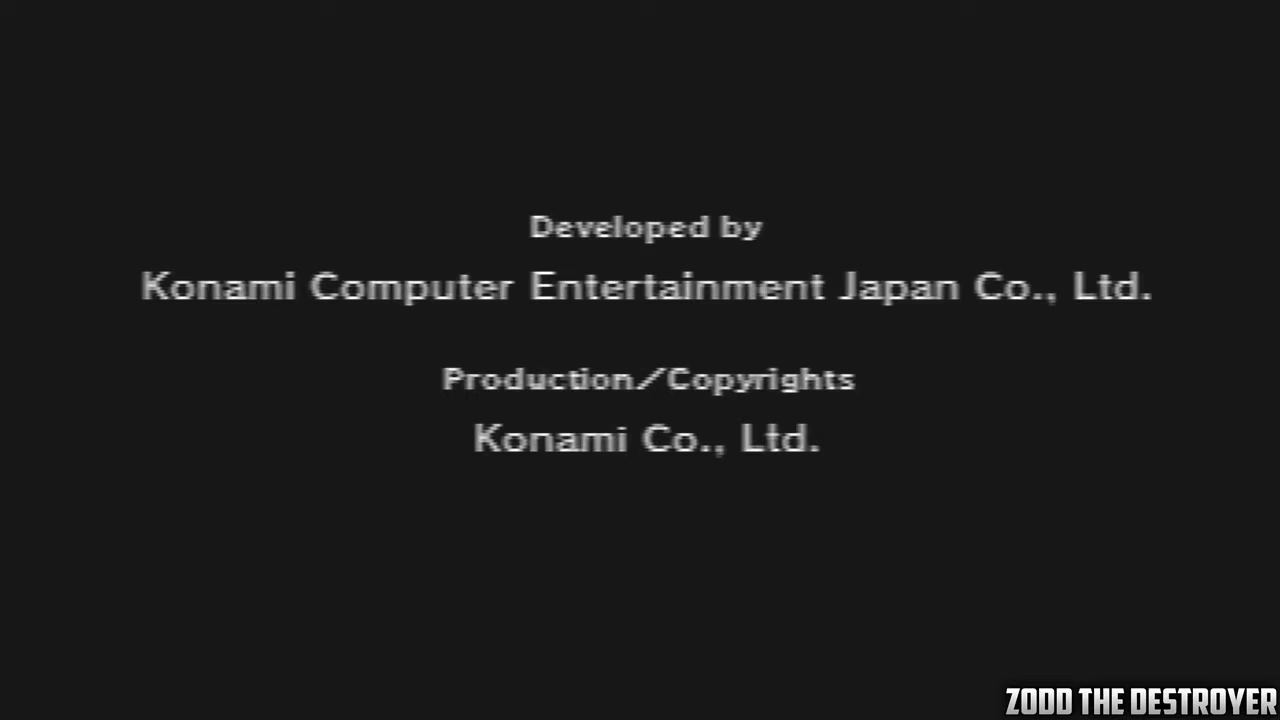 Developed by
Konami Computer Entertainment Japan Co., Ltd.
Production/Copyrights
Konami Co., Ltd.
ZODD THE DESTROYER